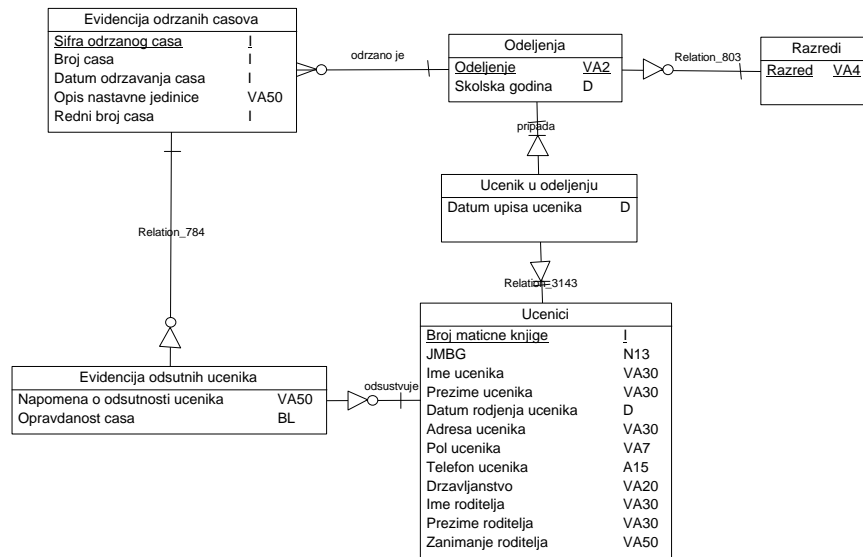 Evidencija odrzanih casova
Sifra odrzanog casa I
Broj casa I
Datum odrzavanja casa I
Opis nastavne jedinice VA50
Redni broj casa I
odrzano je
Odeljenja
Odeljenje VA2
Skolska godina D
Relation_803
Razredi
Razred VA4
pripada
Ucenik u odeljenju
Datum upisa ucenika D
Relation_784
Relation_3143
Ucenici
Broj maticne knjige I
JMBG N13
Ime ucenika VA30
Prezime ucenika VA30
Datum rodjenja ucenika D
Adresa ucenika VA30
Pol ucenika VA7
Telefon ucenika A15
Drzavljanstvo VA20
Ime roditelja VA30
Prezime roditelja VA30
Zanimanje roditelja VA50
Evidencija odsutnih ucenika
Napomena o odsutnosti ucenika VA50
Opravdanost casa BL
odsustvuje